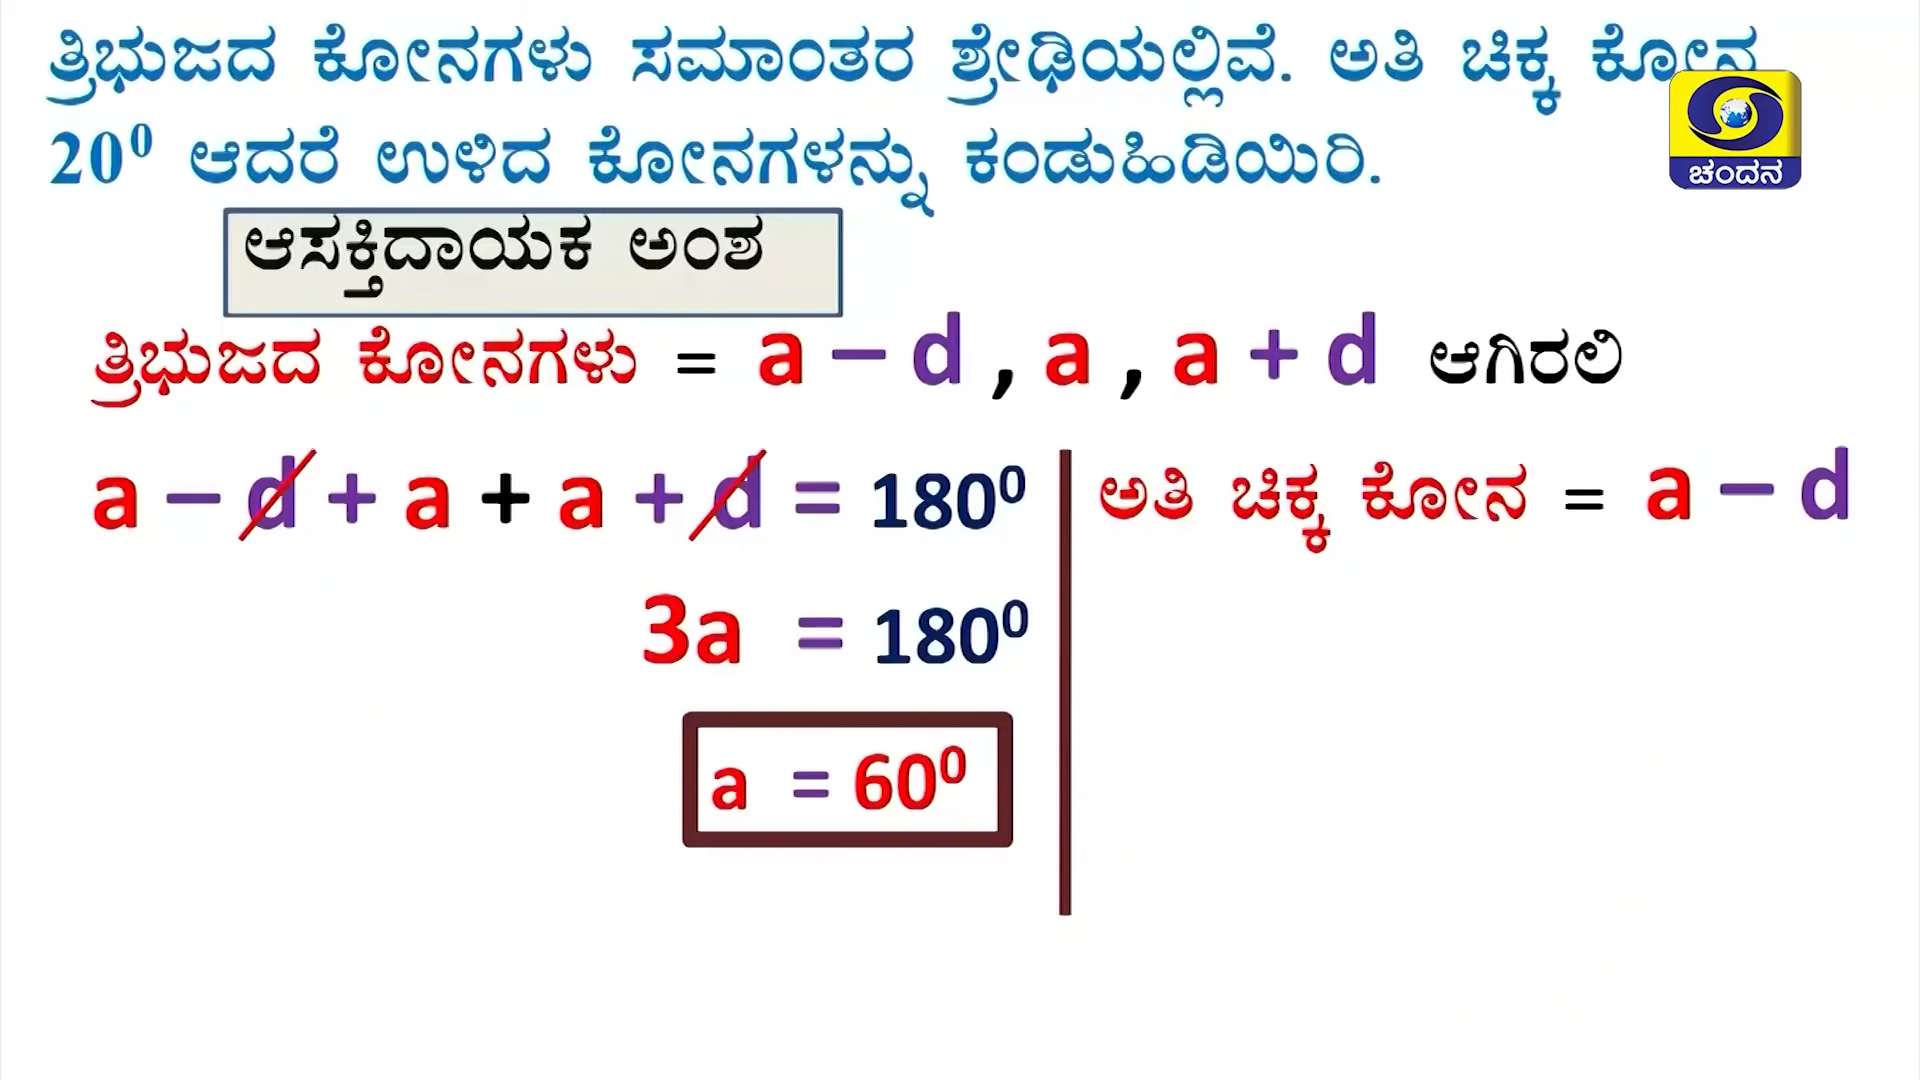 ತ್ರಿಭುಜದ ಕೋನಗಳು ಸಮಾಂತರ ಶ್ರೇಢಿಯಲ್ಲಿವೆ. ಅತಿ ಚಿಕ್ಕ ಕೋನ
20⁰ ಆದರೆ ಉಳಿದ ಕೋನಗಳನ್ನು ಕಂಡುಹಿಡಿಯಿರಿ.
ಚಂದನ
ಆಸಕ್ತಿದಾಯಕ ಅಂಶ
ತ್ರಿಭುಜದ ಕೋನಗಳು = a – d , a , a + d ಆಗಿರಲಿ
a – d + a + a + d = 180⁰
ಅತಿ ಚಿಕ್ಕ ಕೋನ = a – d
3a = 180⁰
a = 60⁰